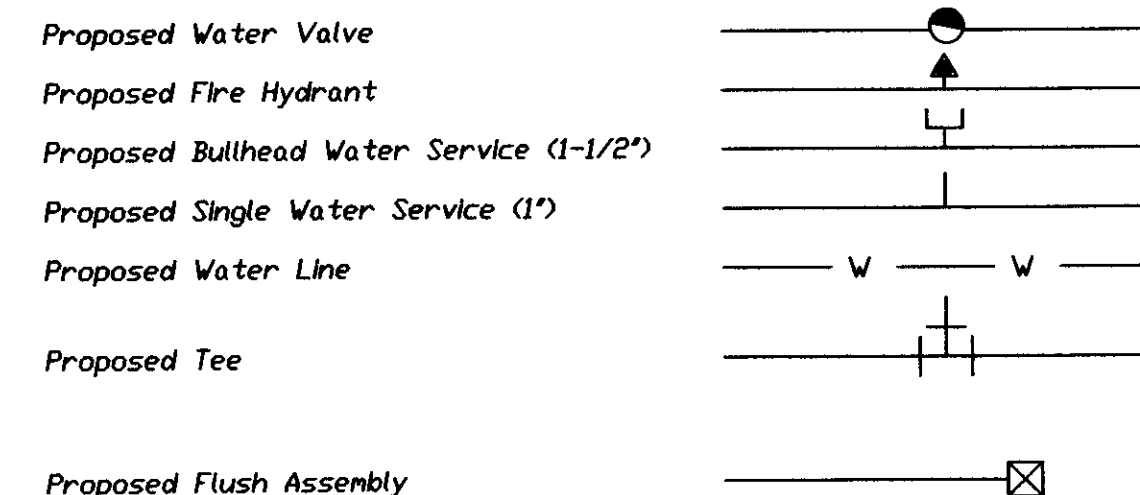 Proposed Water Valve
Proposed Fire Hydrant
Proposed Bullhead Water Service (1-1/2")
Proposed Single Water Service (1")
Proposed Water Line W W
Proposed Tee
Proposed Flush Assembly